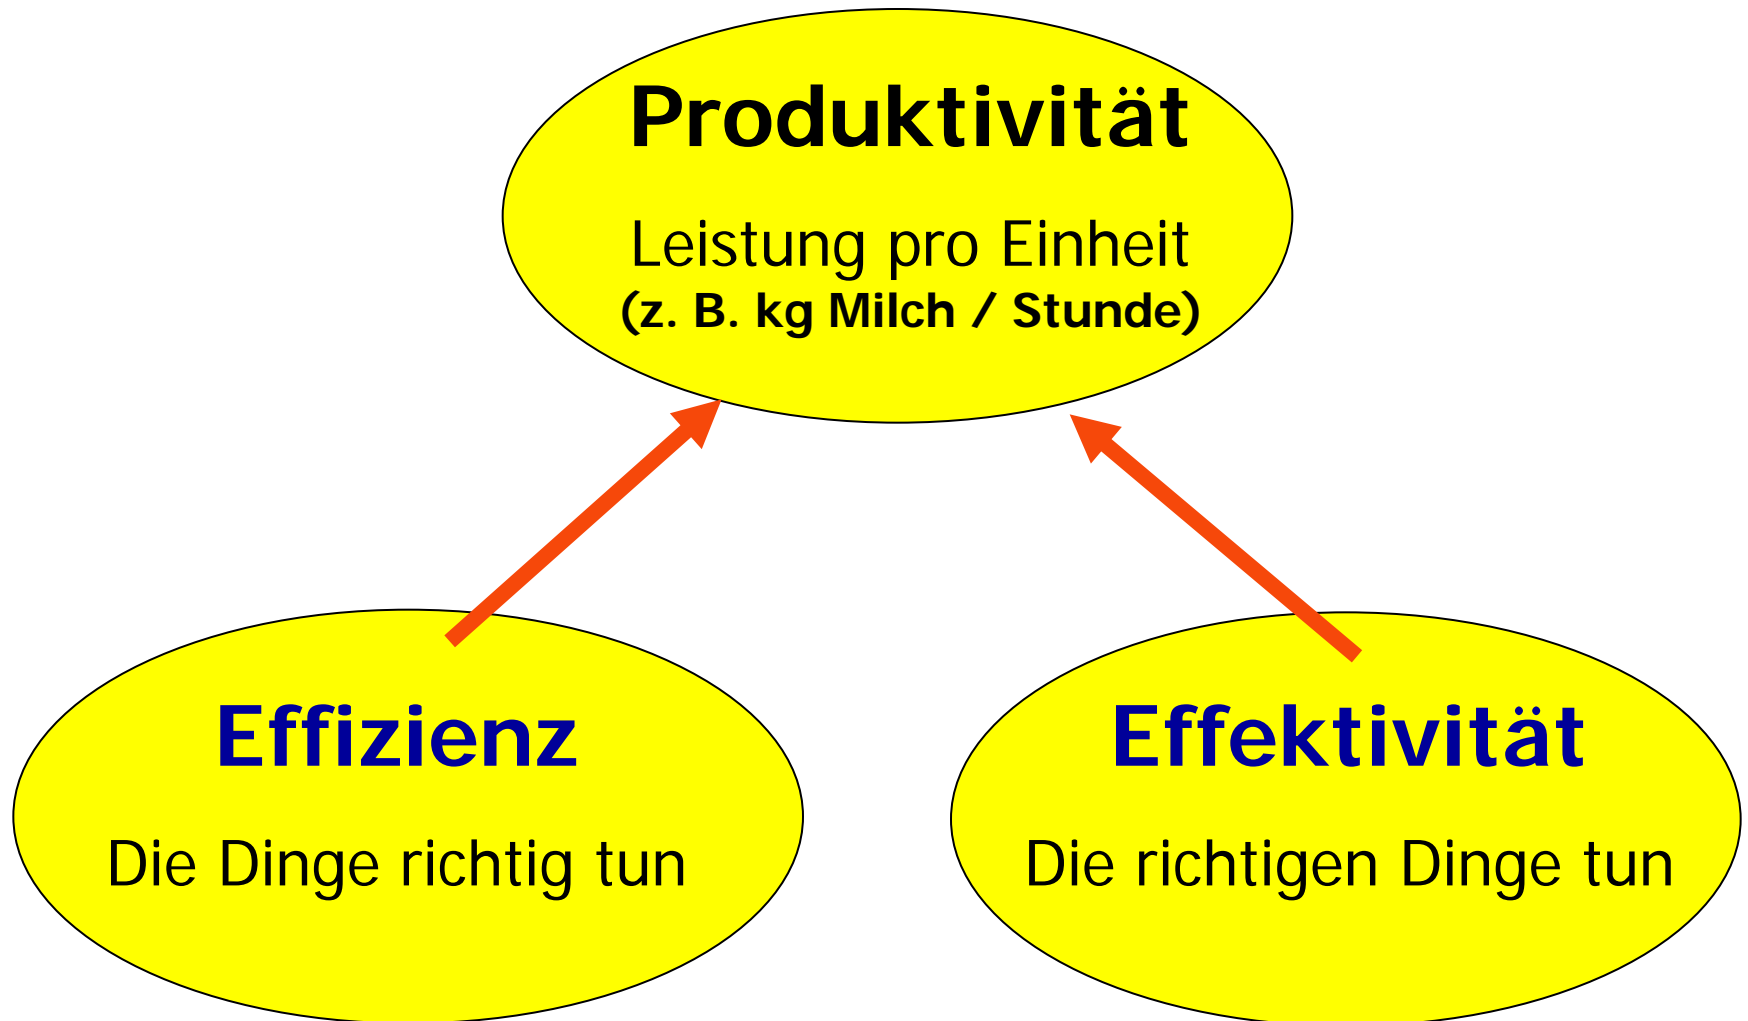 Produktivität
Leistung pro Einheit
(z. B. kg Milch / Stunde)
Effizienz
Die Dinge richtig tun
Effektivität
Die richtigen Dinge tun